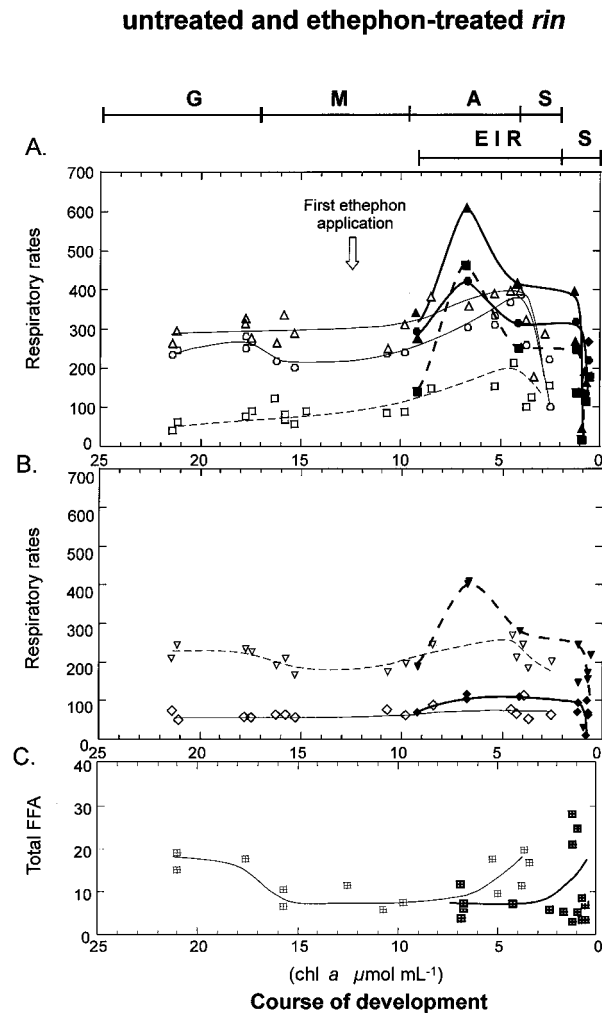 untreated and ethephon-treated rin
G M A S
E I R S
A.
700
600
500
400
300
200
100
0
Respiratory rates
First ethephon
application
25 20 15 10 5 0
B.
700
600
500
400
300
200
100
0
Respiratory rates
25 20 15 10 5 0
C.
40
30
20
10
0
Total FFA
25 20 15 10 5 0
(chl a µmol mL-1)
Course of development